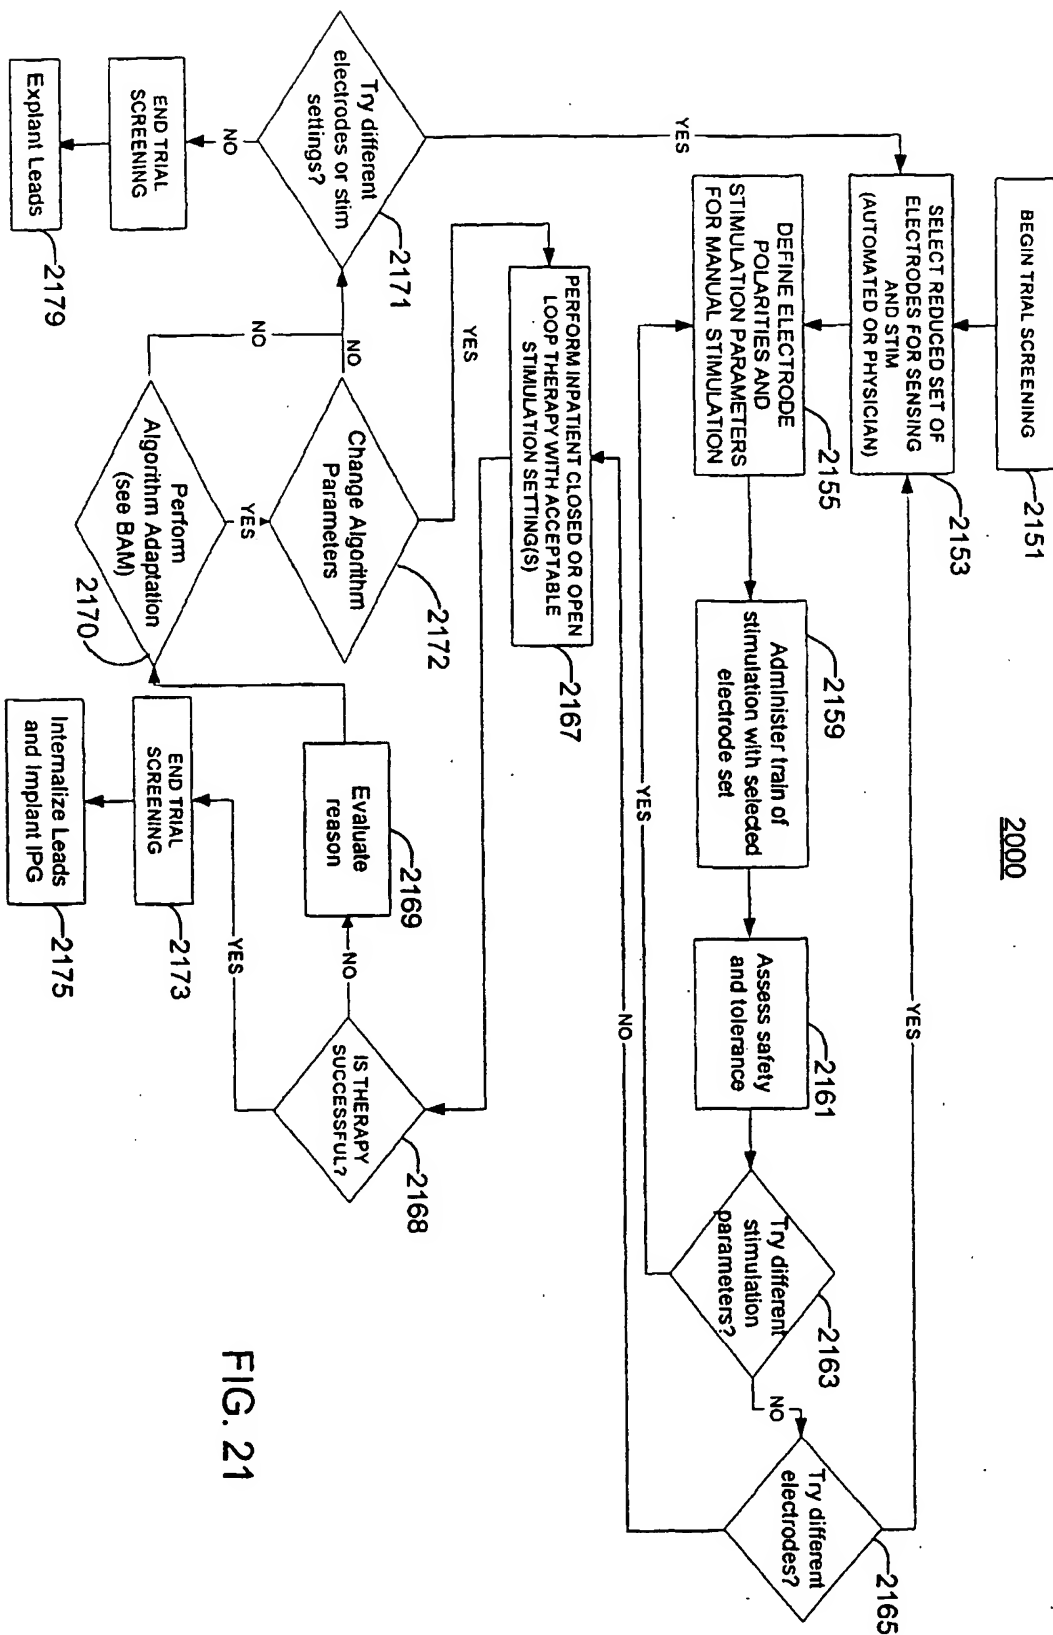 2000
BEGIN TRIAL SCREENING
2151
SELECT REDUCED SET OF
ELECTRODES FOR SENSING
AND STIM
(AUTOMATED OR PHYSICIAN)
2153
DEFINE ELECTRODE
POLARITIES AND
STIMULATION PARAMETERS
FOR MANUAL STIMULATION
2155
Administer train of
stimulation with selected
electrode set
2159
Assess safety
and tolerance
2161
Try different
stimulation
parameters?
2163
YES
NO
Try different
electrodes?
2165
YES
NO
PERFORM INPATIENT CLOSED OR OPEN
LOOP THERAPY WITH ACCEPTABLE
STIMULATION SETTING(S)
2167
IS THERAPY
SUCCESSFUL?
2168
NO
YES
Evaluate
reason
2169
Perform
Algorithm Adaptation
(see BAM)
2170
YES
NO
Change Algorithm
Parameters
2172
YES
NO
Try different
electrodes or stim
settings?
2171
YES
NO
END TRIAL
SCREENING
Explant Leads
2179
END TRIAL
SCREENING
2173
Internalize Leads
and Implant IPG
2175
FIG. 21